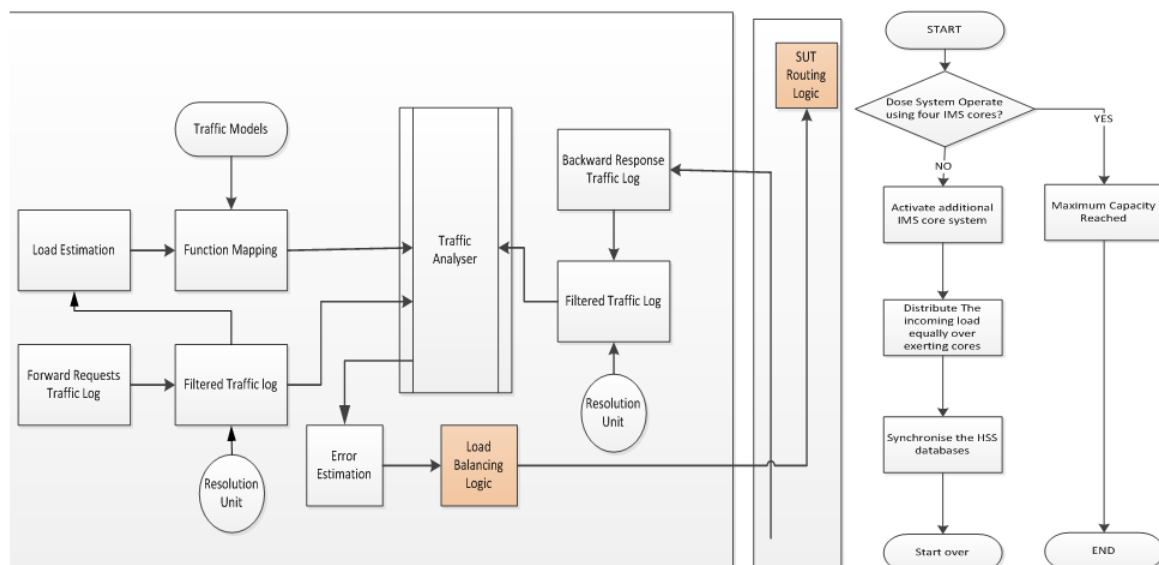 Traffic Models
Load Estimation
Function Mapping
Forward Requests
Traffic Log
Filtered Traffic log
Resolution
Unit
Traffic
Analyser
Error
Estimation
Load
Balancing
Logic
Backward Response
Traffic Log
Filtered Traffic Log
Resolution
Unit
SUT
Routing
Logic
START
Dose System Operate
using four IMS cores?
YES
NO
Activate additional
IMS core system
Maximum Capacity
Reached
Distribute The
incoming load
equally over
exerting cores
Synchronise the HSS
databases
Start over
END